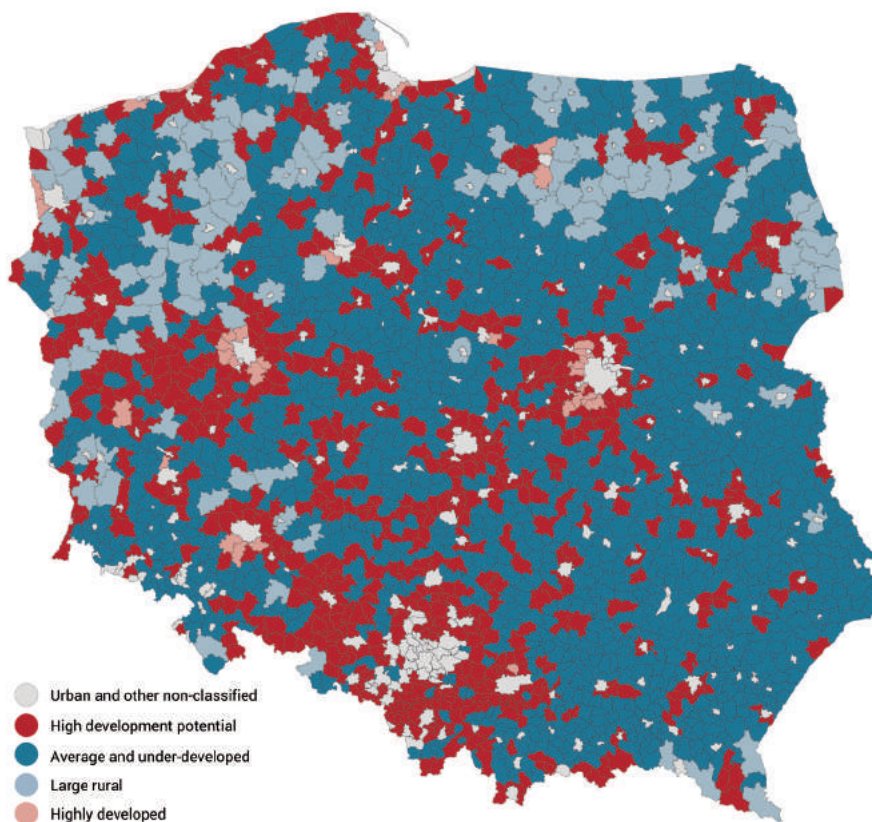 Urban and other non-classified
High development potential
Average and under-developed
Large rural
Highly developed